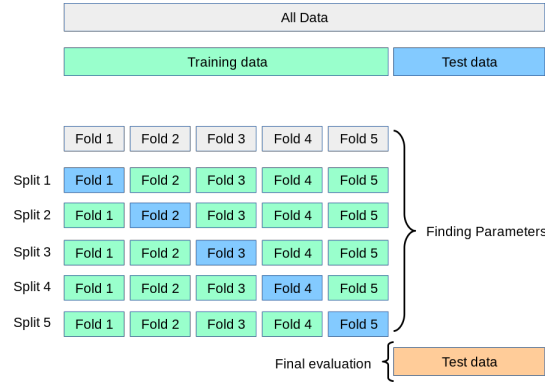 All Data
Training data Test data
Fold 1 Fold 2 Fold 3 Fold 4 Fold 5
Split 1 Fold 1 Fold 2 Fold 3 Fold 4 Fold 5
Split 2 Fold 1 Fold 2 Fold 3 Fold 4 Fold 5
Finding Parameters
Split 3 Fold 1 Fold 2 Fold 3 Fold 4 Fold 5
Split 4 Fold 1 Fold 2 Fold 3 Fold 4 Fold 5
Split 5 Fold 1 Fold 2 Fold 3 Fold 4 Fold 5
Final evaluation Test data